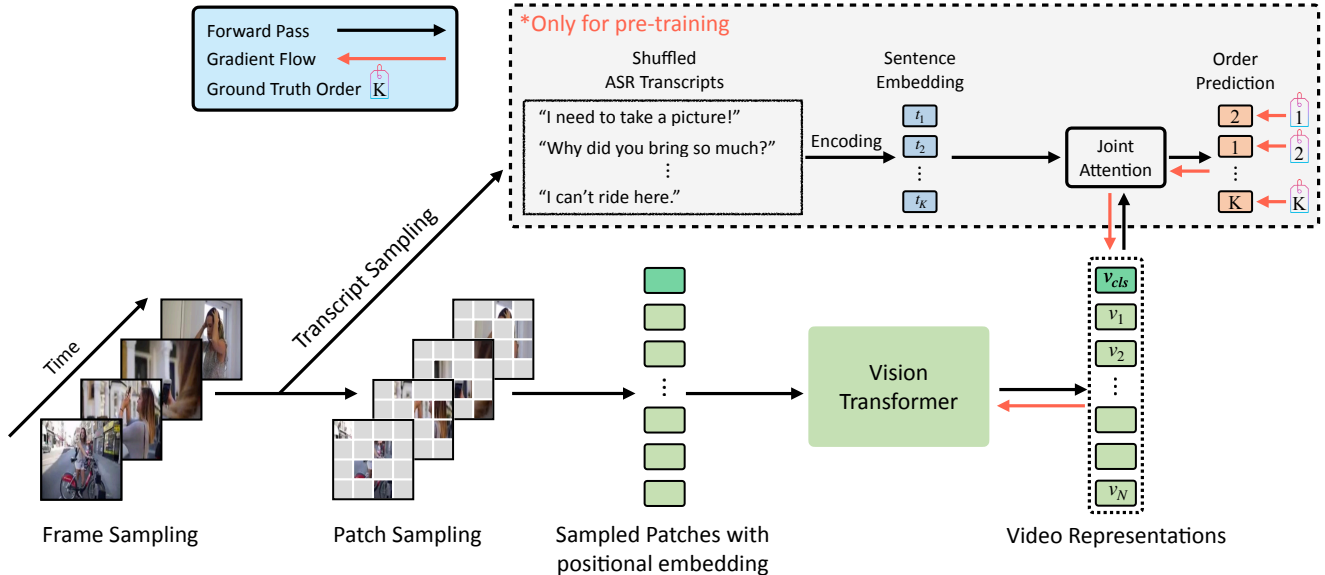 Forward Pass
Gradient Flow
Ground Truth Order K
*Only for pre-training
Shuffled
ASR Transcripts
Sentence
Embedding
Order
Prediction
“I need to take a picture!”
“Why did you bring so much?”
⋮
“I can’t ride here.”
Encoding
t1
t2
⋮
tK
Joint
Attention
2 1
1 2
⋮
K K
Transcript Sampling
Time
Vision
Transformer
vcls
v1
v2
⋮
vN
Frame Sampling
Patch Sampling
Sampled Patches with
positional embedding
Video Representations